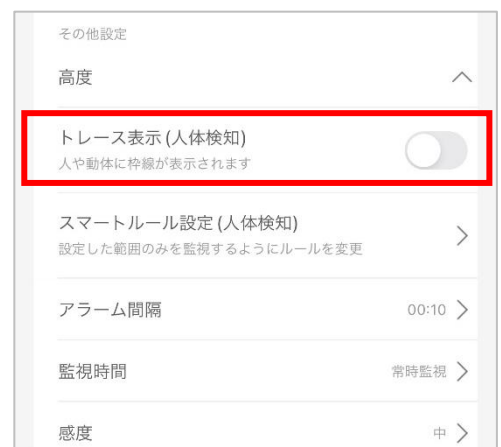 その他設定
高度
トレース表示(人体検知)
人や動体に枠線が表示されます
スマートルール設定(人体検知)
設定した範囲のみを監視するようにルールを変更
アラーム間隔
00:10
監視時間
常時監視
感度
中